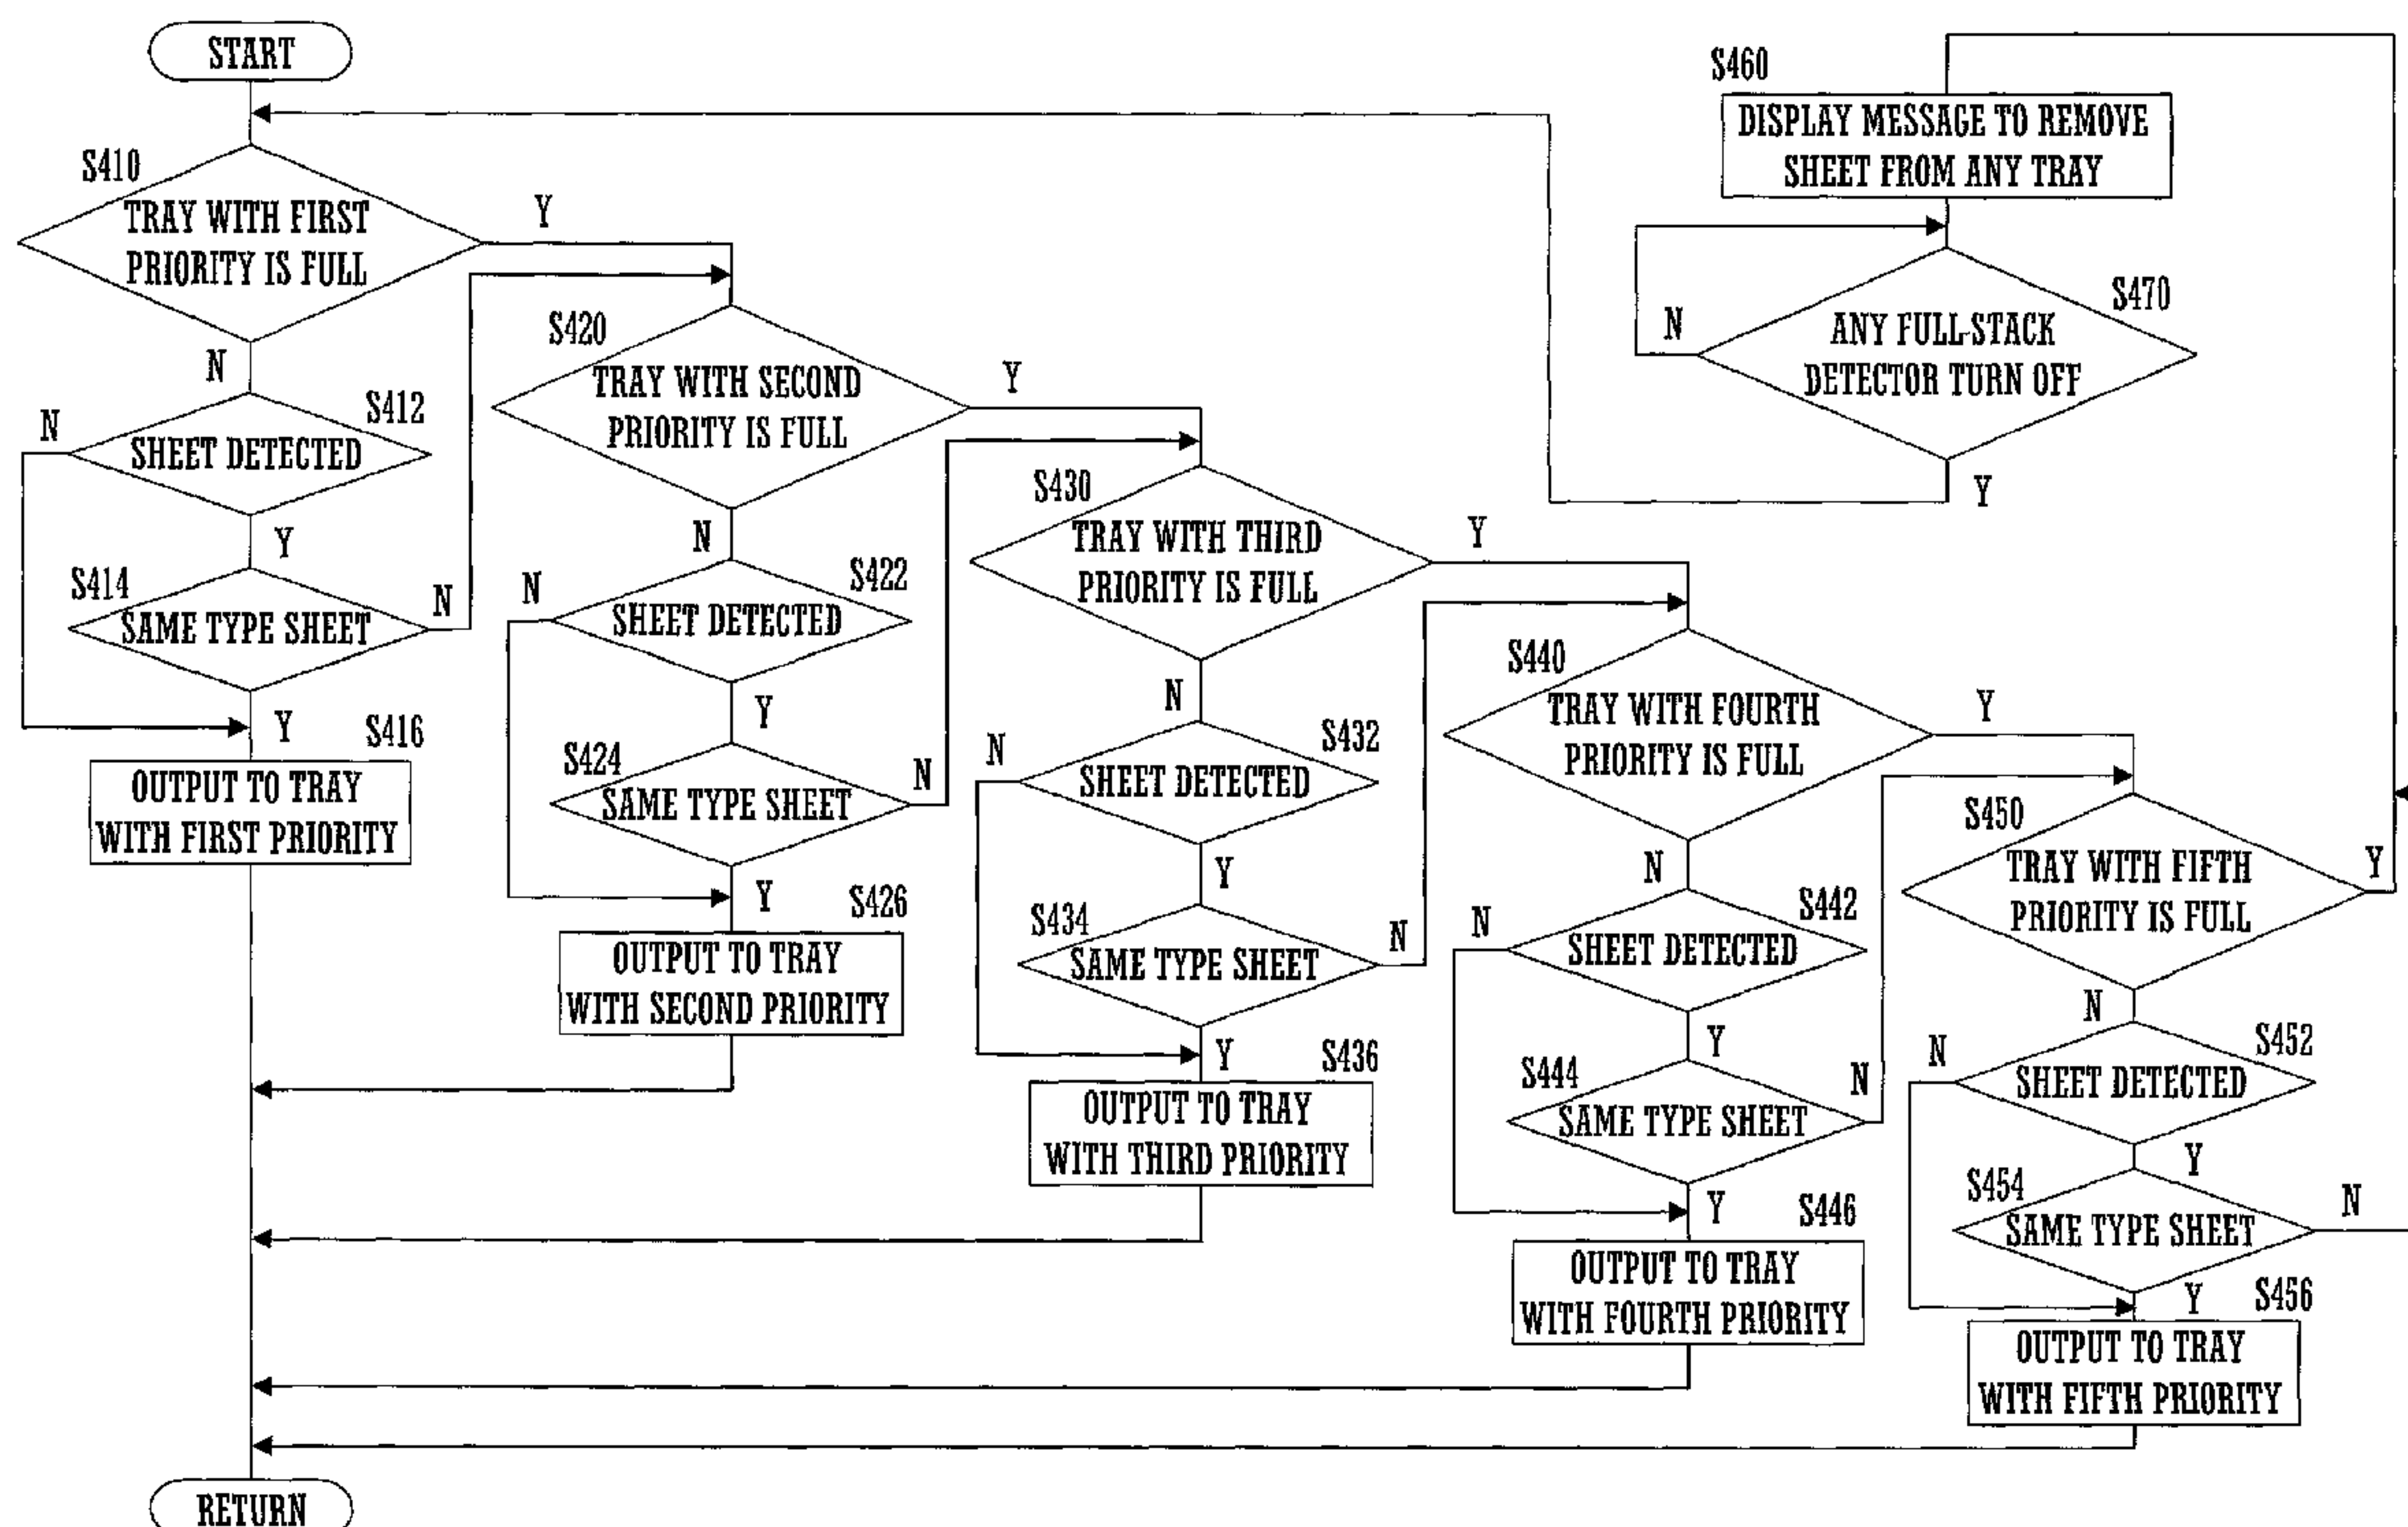 START
S410
TRAY WITH FIRST
PRIORITY IS FULL
Y
N
S412
N
SHEET DETECTED
Y
S414
SAME TYPE SHEET
N
Y
S416
OUTPUT TO TRAY
WITH FIRST PRIORITY
S420
TRAY WITH SECOND
PRIORITY IS FULL
Y
N
S422
N
SHEET DETECTED
Y
S424
SAME TYPE SHEET
N
Y
S426
OUTPUT TO TRAY
WITH SECOND PRIORITY
S430
TRAY WITH THIRD
PRIORITY IS FULL
Y
N
S432
N
SHEET DETECTED
Y
S434
SAME TYPE SHEET
N
Y
S436
OUTPUT TO TRAY
WITH THIRD PRIORITY
S440
TRAY WITH FOURTH
PRIORITY IS FULL
Y
N
S442
N
SHEET DETECTED
Y
S444
SAME TYPE SHEET
N
Y
S446
OUTPUT TO TRAY
WITH FOURTH PRIORITY
S450
TRAY WITH FIFTH
PRIORITY IS FULL
Y
N
S452
N
SHEET DETECTED
Y
S454
SAME TYPE SHEET
N
Y
S456
OUTPUT TO TRAY
WITH FIFTH PRIORITY
S460
DISPLAY MESSAGE TO REMOVE
SHEET FROM ANY TRAY
S470
N
ANY FULL-STACK
DETECTOR TURN OFF
Y
RETURN